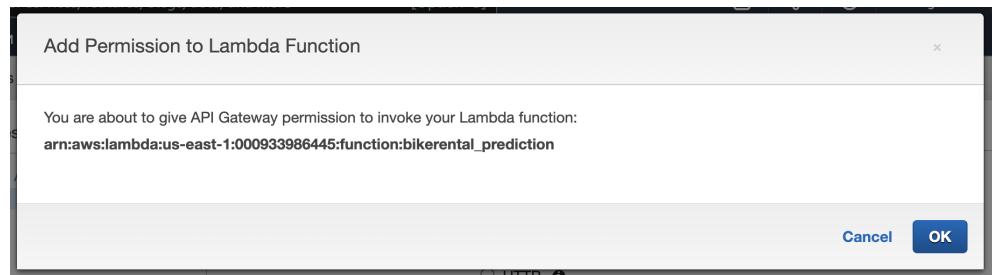 Add Permission to Lambda Function
×
You are about to give API Gateway permission to invoke your Lambda function:
arn:aws:lambda:us-east-1:000933986445:function:bikerental_prediction
Cancel
OK
HTTP